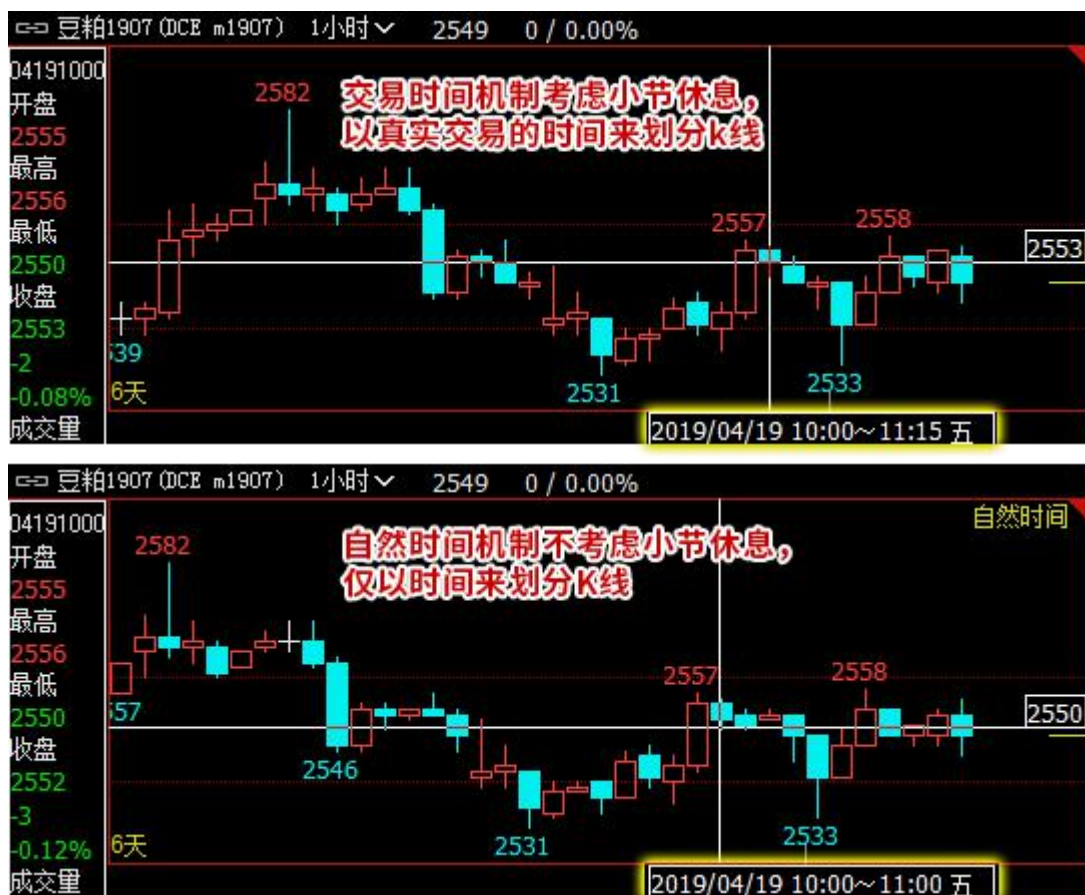 豆粕1907(DCE m1907) 1小时 2549 0 / 0.00%
04191000
开盘
2555
最高
2556
最低
2550
收盘
2553
-2
-0.08%
成交量
2582
交易时间机制考虑小节休息,
以真实交易的时间来划分k线
2557
2558
2553
539
2531
2533
6天
2019/04/19 10:00~11:15 五
豆粕1907(DCE m1907) 1小时 2549 0 / 0.00%
04191000
开盘
2555
最高
2556
最低
2550
收盘
2552
-3
-0.12%
成交量
自然时间
2582
自然时间机制不考虑小节休息,
仅以时间来划分K线
2557
2558
2550
557
2546
2531
2533
6天
2019/04/19 10:00~11:00 五